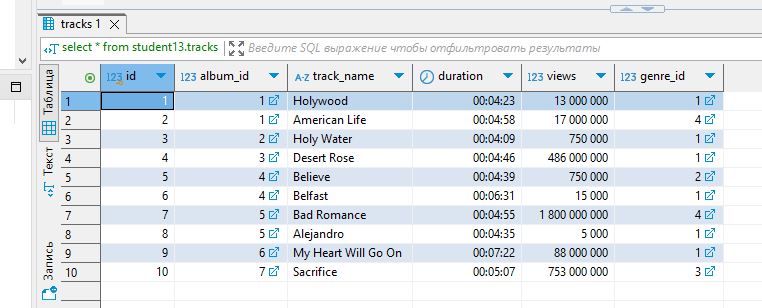 tracks 1
select * from student13.tracks Введите SQL выражение чтобы отфильтровать результаты
Таблица
Текст
Запись
123 id 123 album_id A-Z track_name duration 123 views 123 genre_id
1 1 1 Holywood 00:04:23 13 000 000 1
2 2 1 American Life 00:04:58 17 000 000 4
3 3 2 Holy Water 00:04:09 750 000 1
4 4 3 Desert Rose 00:04:46 486 000 000 1
5 5 4 Believe 00:04:39 750 000 2
6 6 4 Belfast 00:06:31 15 000 1
7 7 5 Bad Romance 00:04:55 1 800 000 000 4
8 8 5 Alejandro 00:04:35 5 000 1
9 9 6 My Heart Will Go On 00:07:22 88 000 000 1
10 10 7 Sacrifice 00:05:07 753 000 000 3